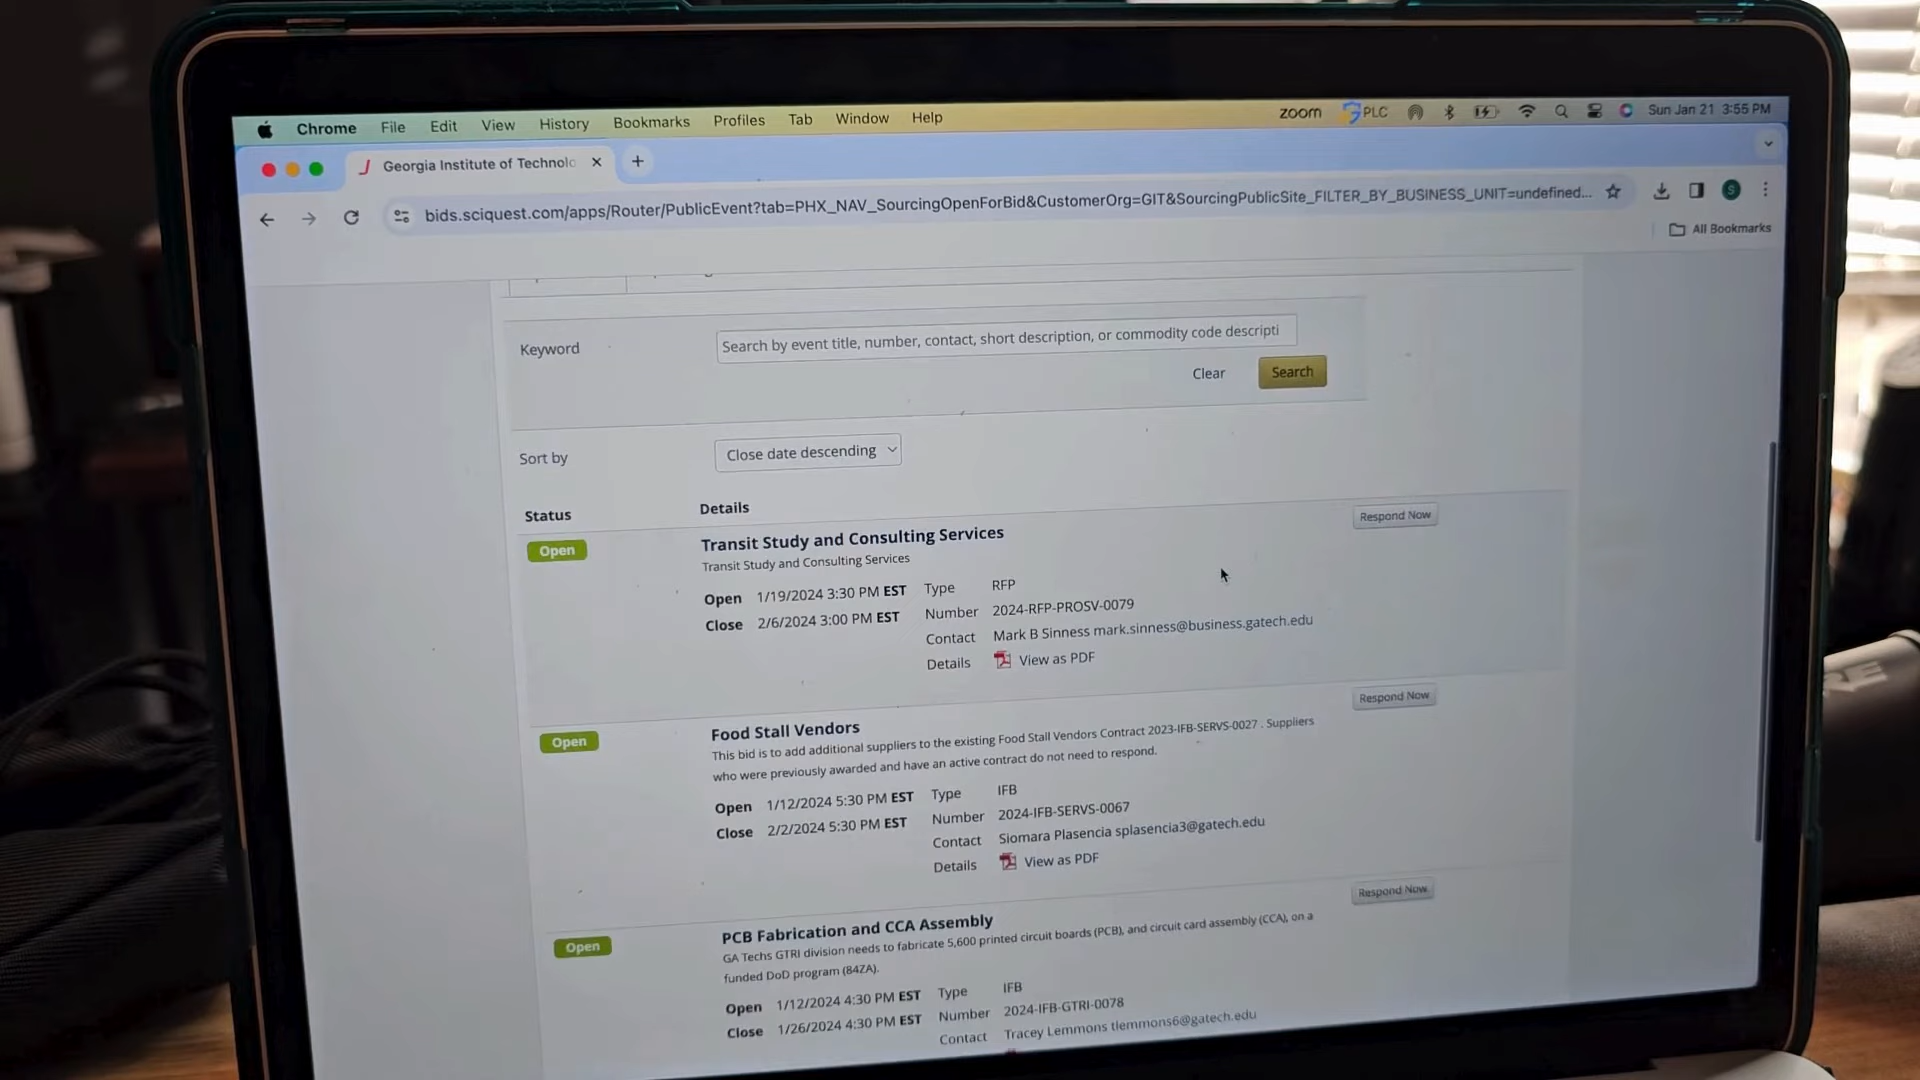 Chrome File Edit View History Bookmarks Profiles Tab Window Help zoom PLC Sun Jan 21 3:55 PM
Georgia Institute of Technolo
bids.sciquest.com/apps/Router/PublicEvent?tab=PHX_NAV_SourcingOpenForBid&CustomerOrg=GIT&SourcingPublicSite_FILTER_BY_BUSINESS_UNIT=undefined... S
All Bookmarks
Keyword Search by event title, number, contact, short description, or commodity code descripti
Clear Search
Sort by Close date descending
Status Details
Open Transit Study and Consulting Services Respond Now
Transit Study and Consulting Services
Open 1/19/2024 3:30 PM EST Type RFP
Close 2/6/2024 3:00 PM EST Number 2024-RFP-PROSV-0079
Contact Mark B Sinness mark.sinness@business.gatech.edu
Details View as PDF
Open Food Stall Vendors Respond Now
This bid is to add additional suppliers to the existing Food Stall Vendors Contract 2023-IFB-SERVS-0027 . Suppliers
who were previously awarded and have an active contract do not need to respond.
Open 1/12/2024 5:30 PM EST Type IFB
Close 2/2/2024 5:30 PM EST Number 2024-IFB-SERVS-0067
Contact Siomara Plasencia splasencia3@gatech.edu
Details View as PDF
Open PCB Fabrication and CCA Assembly Respond Now
GA Techs GTRI division needs to fabricate 5,600 printed circuit boards (PCB), and circuit card assembly (CCA), on a
funded DoD program (84ZA).
Open 1/12/2024 4:30 PM EST Type IFB
Close 1/26/2024 4:30 PM EST Number 2024-IFB-GTRI-0078
Contact Tracey Lemmons tlemmons6@gatech.edu